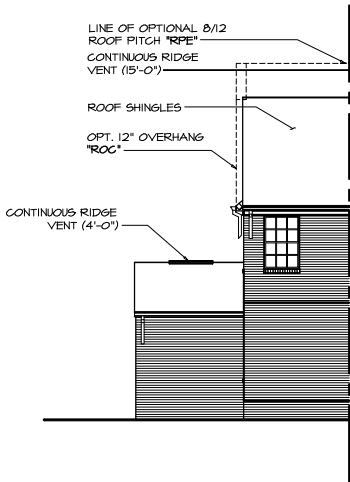 LINE OF OPTIONAL 8/12
ROOF PITCH "RPE"
CONTINUOUS RIDGE
VENT (15'-0")
ROOF SHINGLES
OPT. 12" OVERHANG
"ROC"
CONTINUOUS RIDGE
VENT (4'-0")